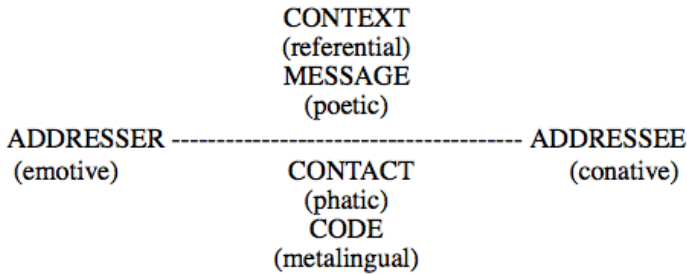 CONTEXT
(referential)
MESSAGE
(poetic)
ADDRESSER --------------------------------------- ADDRESSEE
(emotive) CONTACT (conative)
(phatic)
CODE
(metalingual)